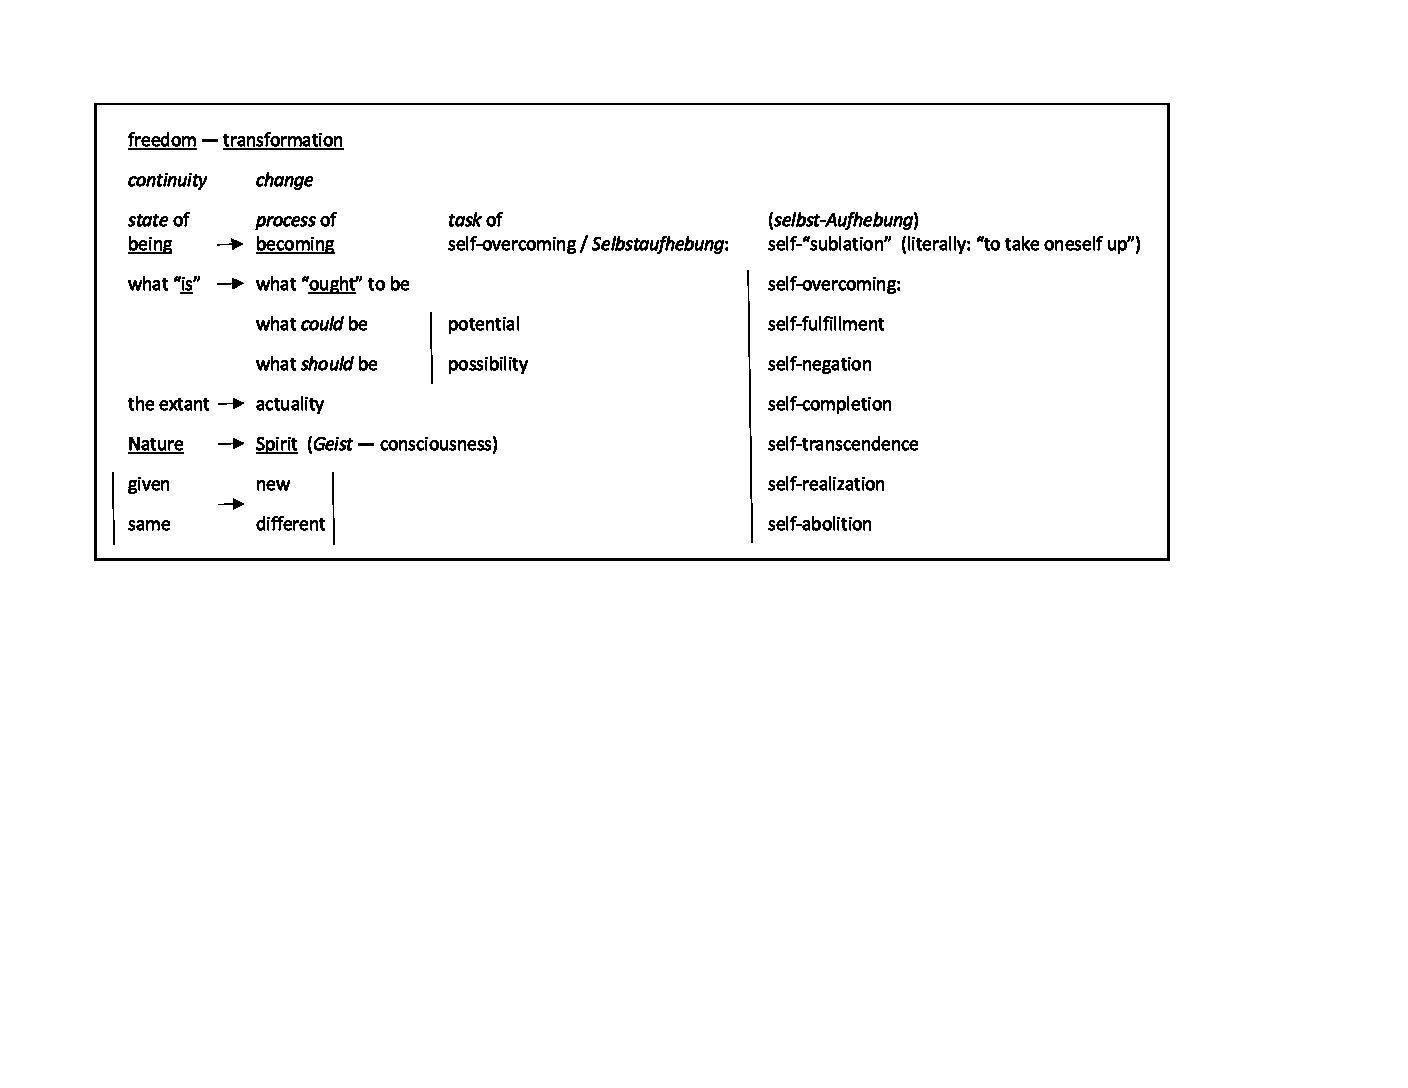 freedom — transformation
continuity change
state of process of task of (selbst-Aufhebung)
being → becoming self-overcoming / Selbstaufhebung: self-“sublation” (literally: “to take oneself up”)
what “is” → what “ought” to be self-overcoming:
what could be potential self-fulfillment
what should be possibility self-negation
the extant → actuality self-completion
Nature → Spirit (Geist — consciousness) self-transcendence
given new self-realization
→
same different self-abolition